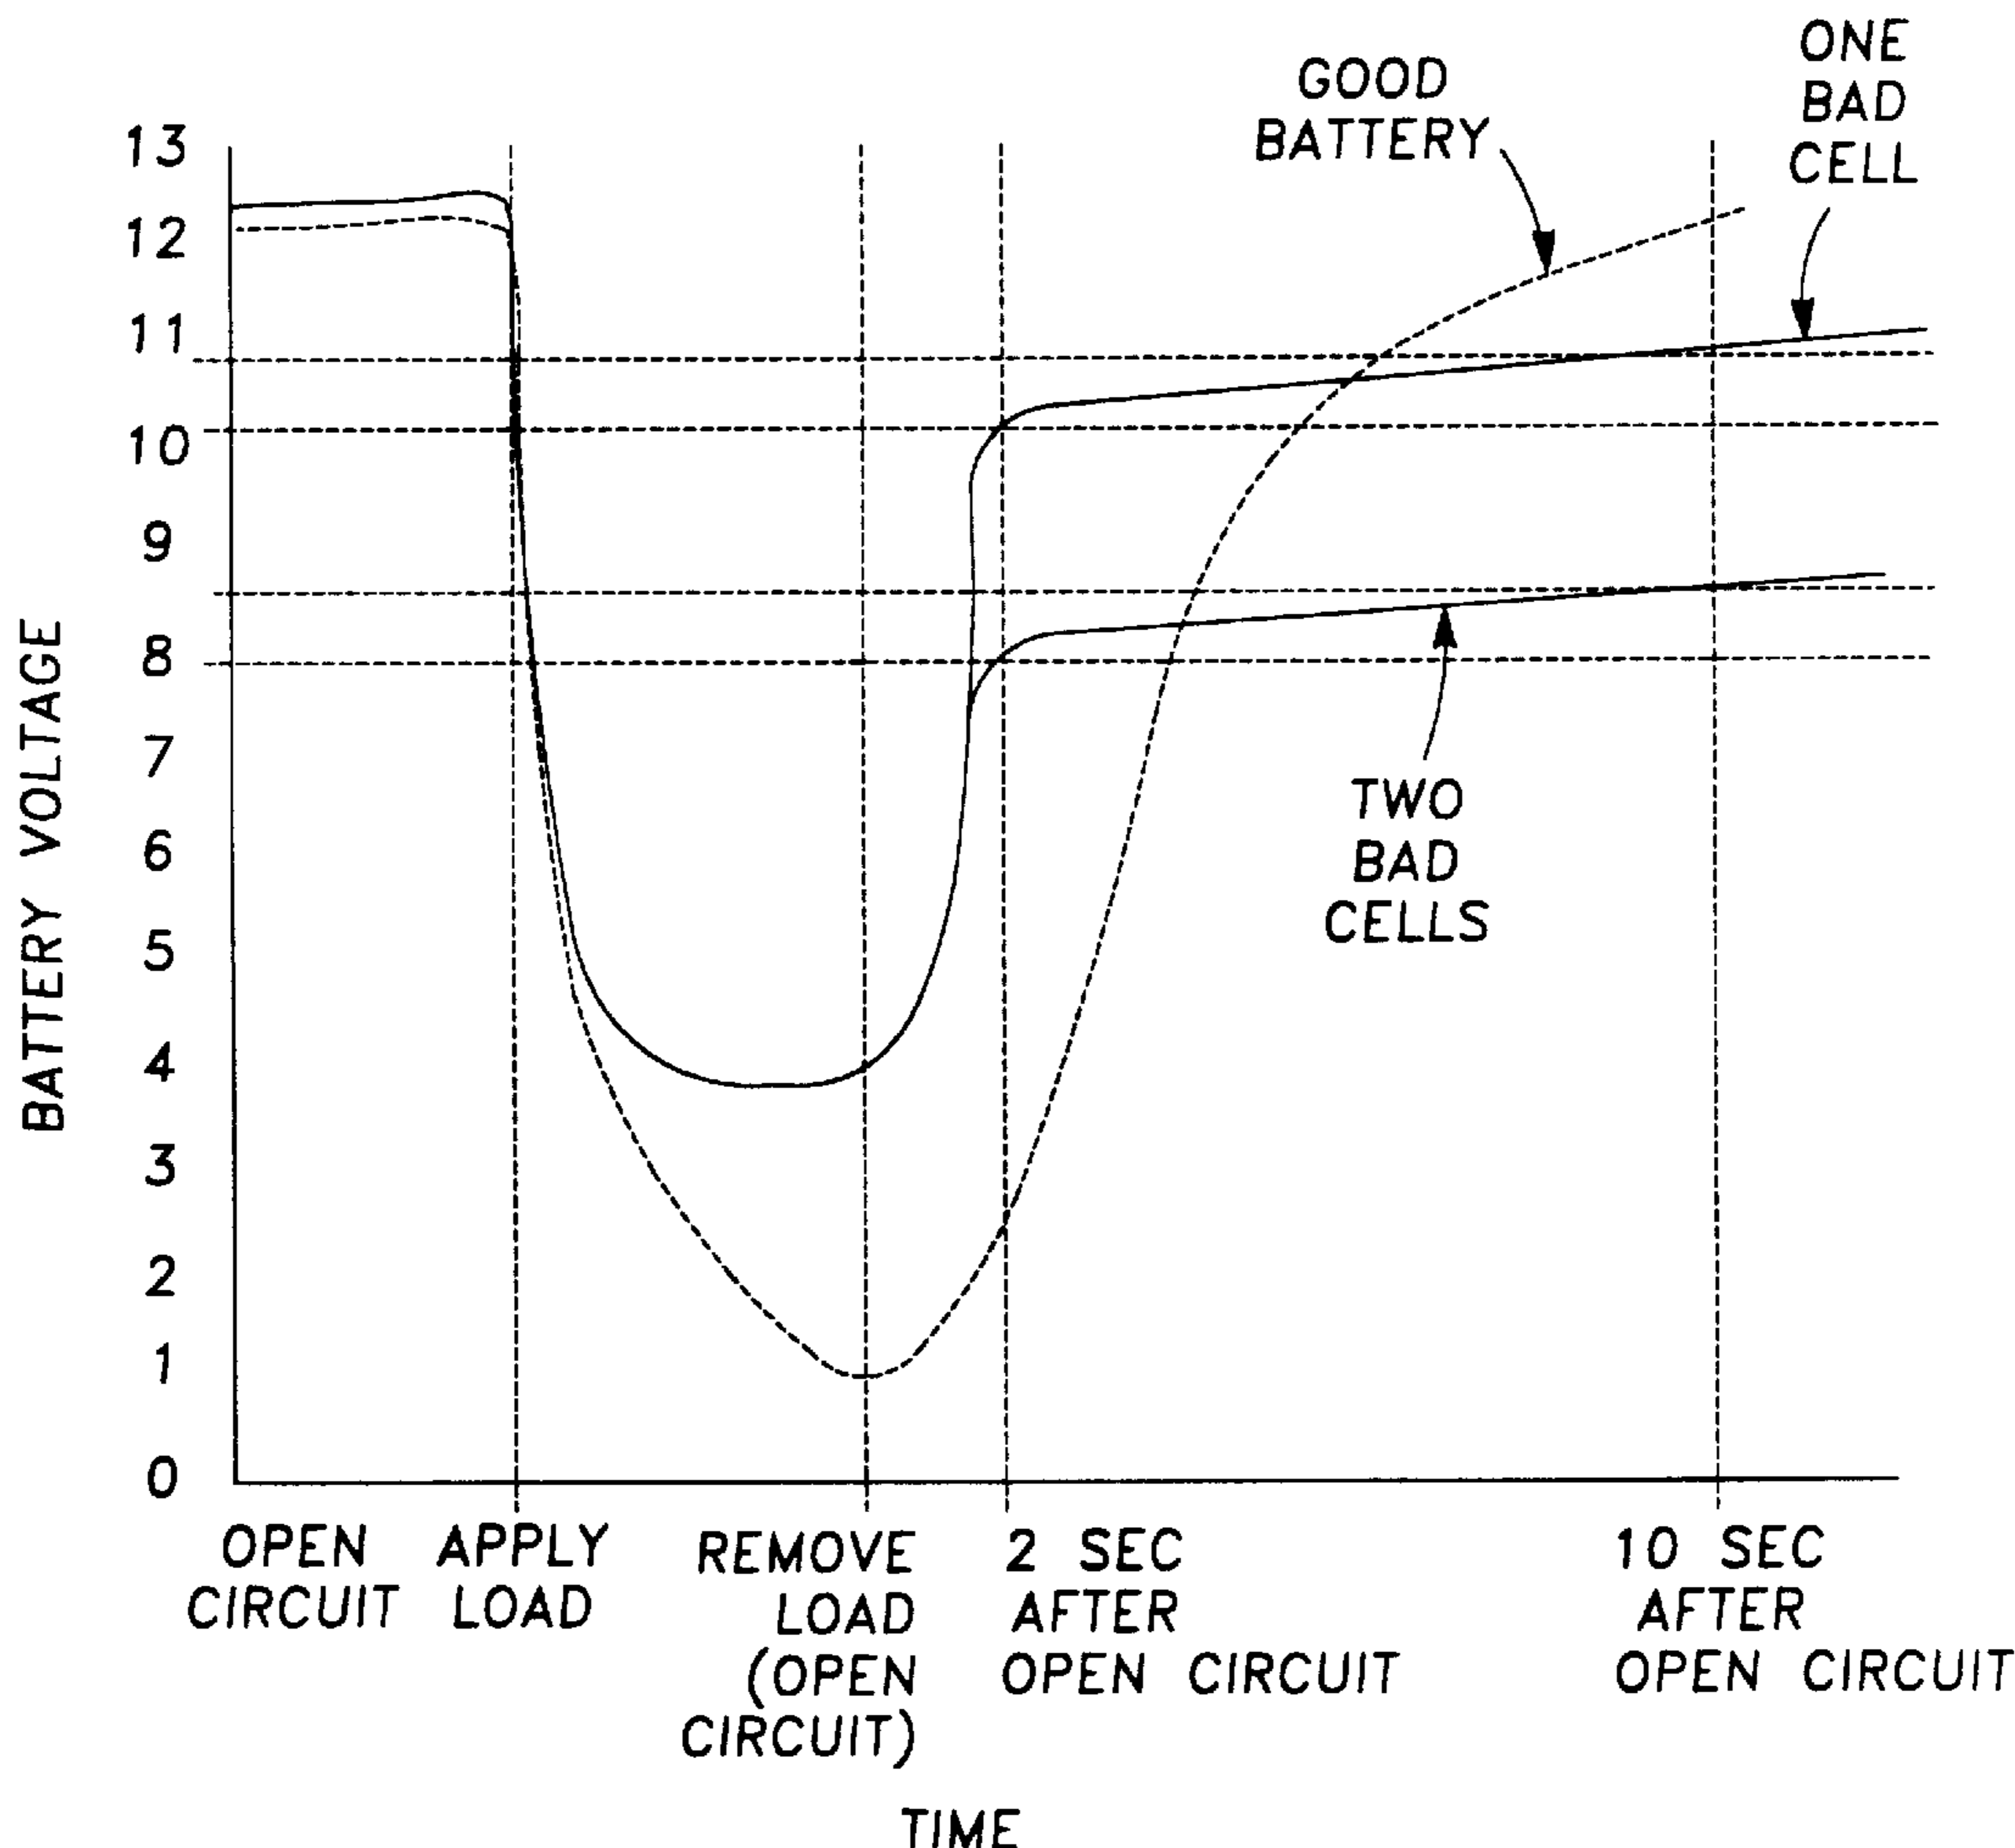 GOOD
BATTERY
ONE
BAD
CELL
13
12
11
10
9
8
7
6
5
4
3
2
1
0
BATTERY VOLTAGE
TWO
BAD
CELLS
OPEN
CIRCUIT
APPLY
LOAD
REMOVE
LOAD
(OPEN
CIRCUIT)
2 SEC
AFTER
OPEN CIRCUIT
10 SEC
AFTER
OPEN CIRCUIT
TIME